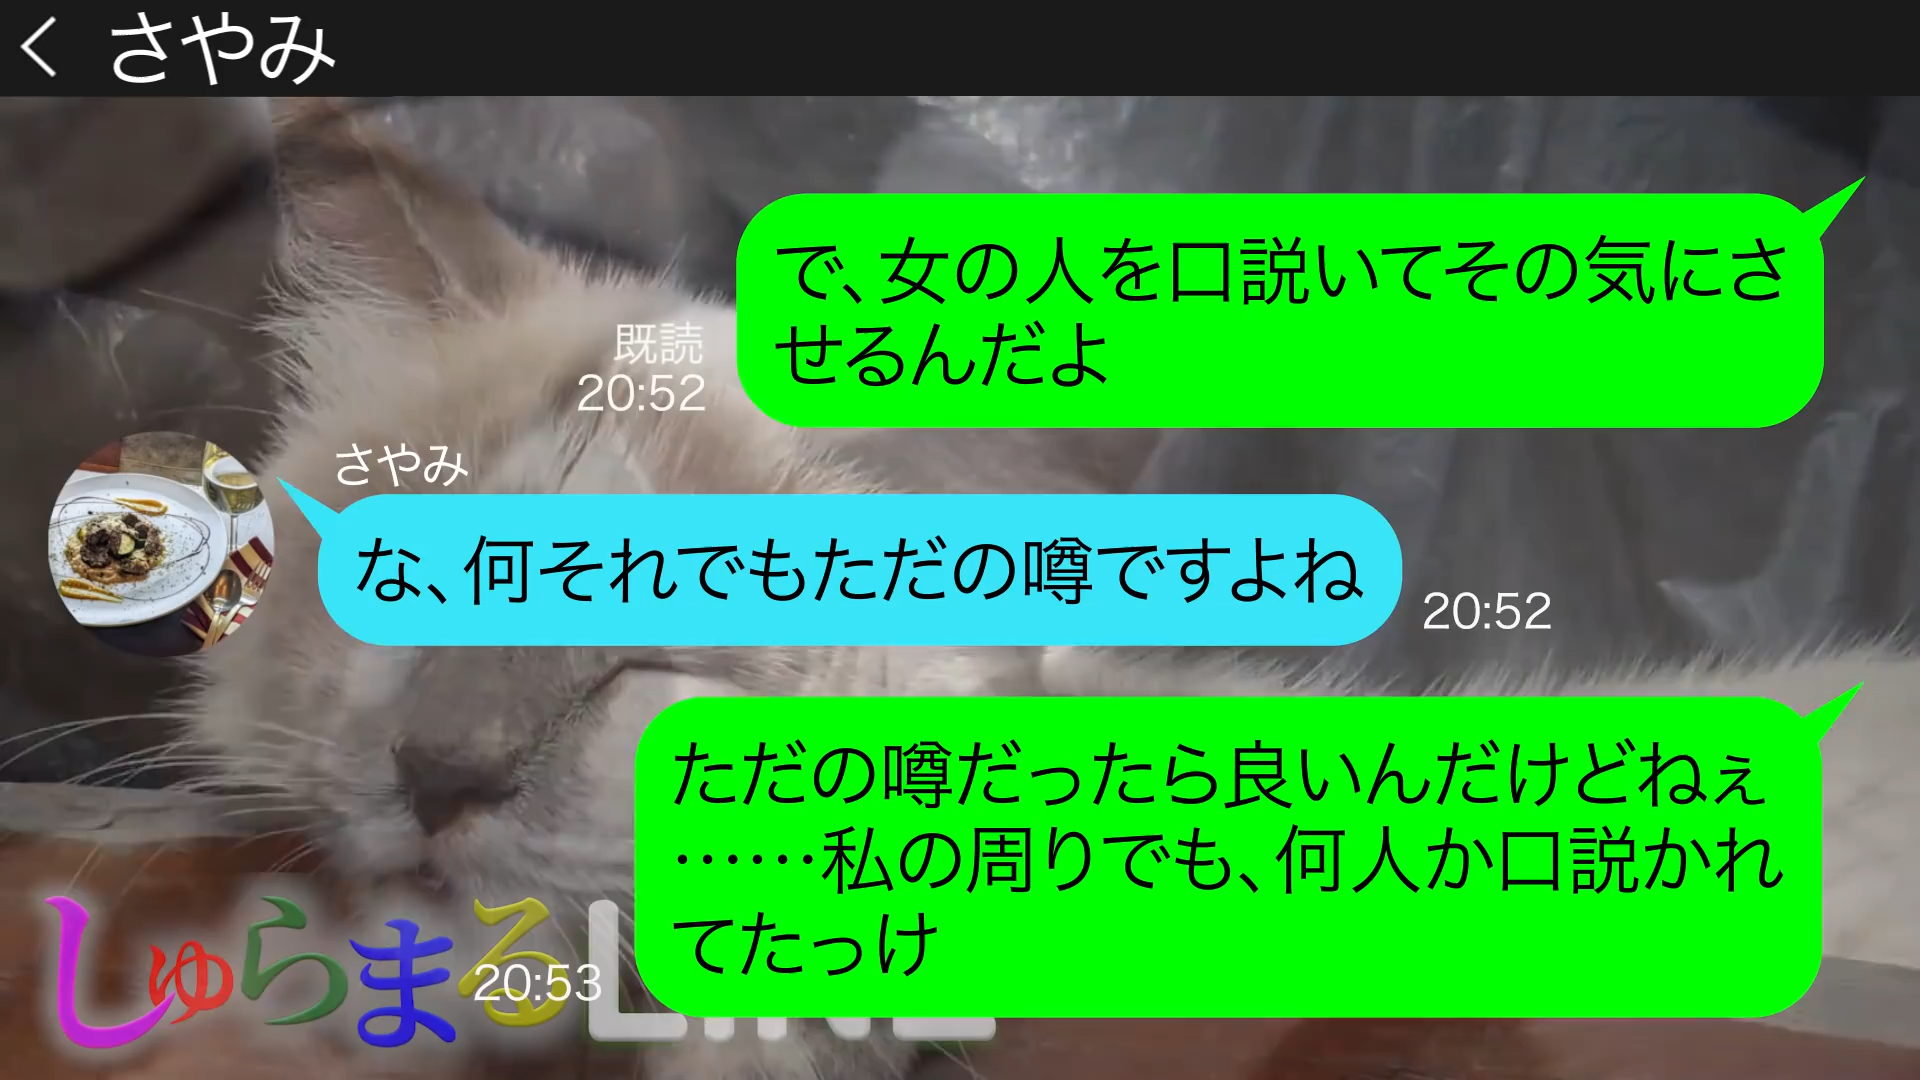 さやみ
で、女の人を口説いてその気にさ
せるんだよ
既読
20:52
さやみ
な、何それでもただの噂ですよね
20:52
ただの噂だったら良いんだけどねぇ
……私の周りでも、何人か口説かれ
てたっけ
20:53
しゅらまるLINE